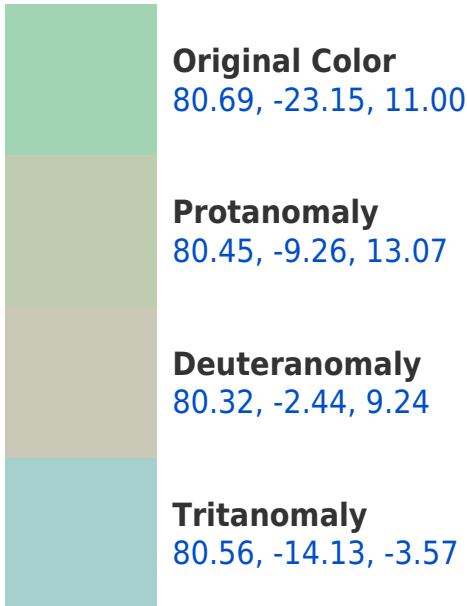 Original Color
80.69, -23.15, 11.00
Protanomaly
80.45, -9.26, 13.07
Deuteranomaly
80.32, -2.44, 9.24
Tritanomaly
80.56, -14.13, -3.57